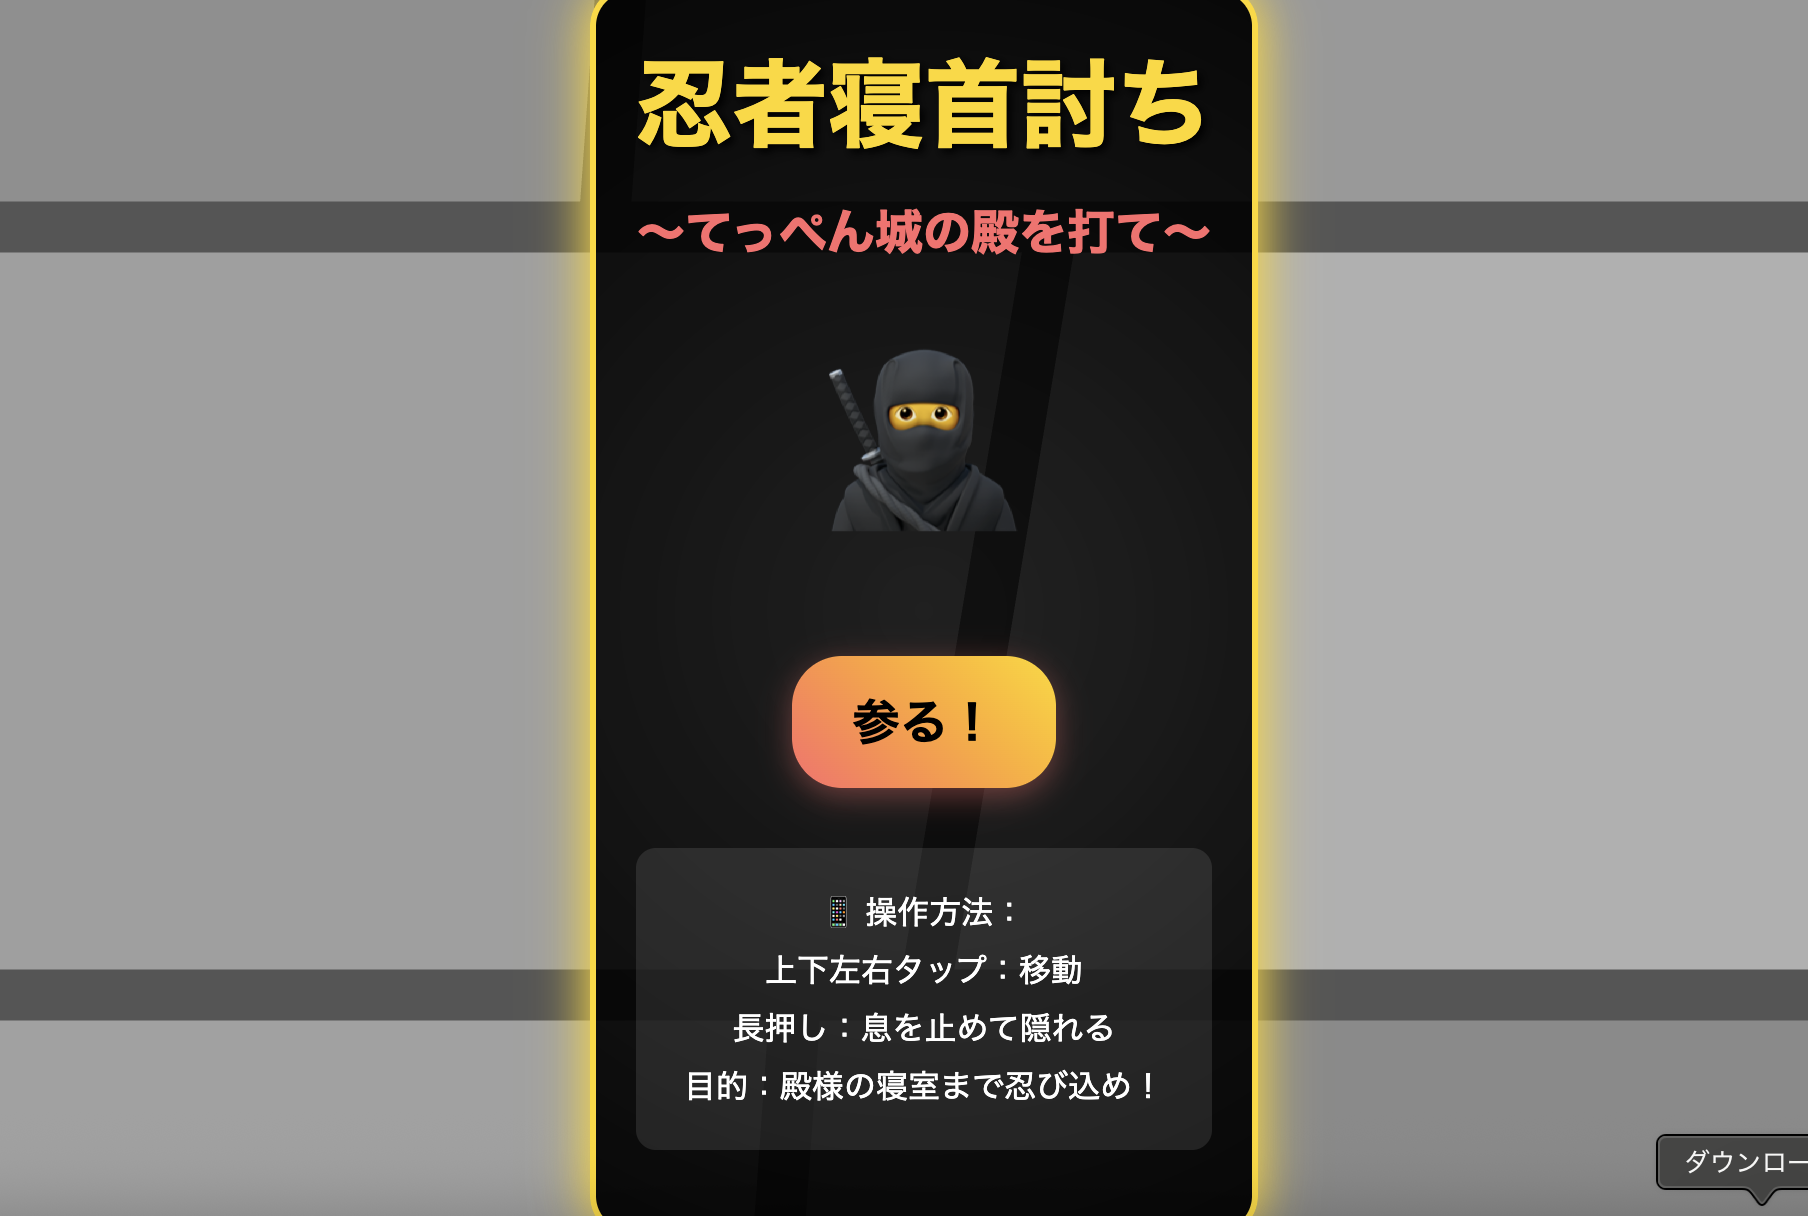 忍者寝首討ち
〜てっぺん城の殿を打て〜
参る！
📱 操作方法：
上下左右タップ：移動
長押し：息を止めて隠れる
目的：殿様の寝室まで忍び込め！
ダウンロー